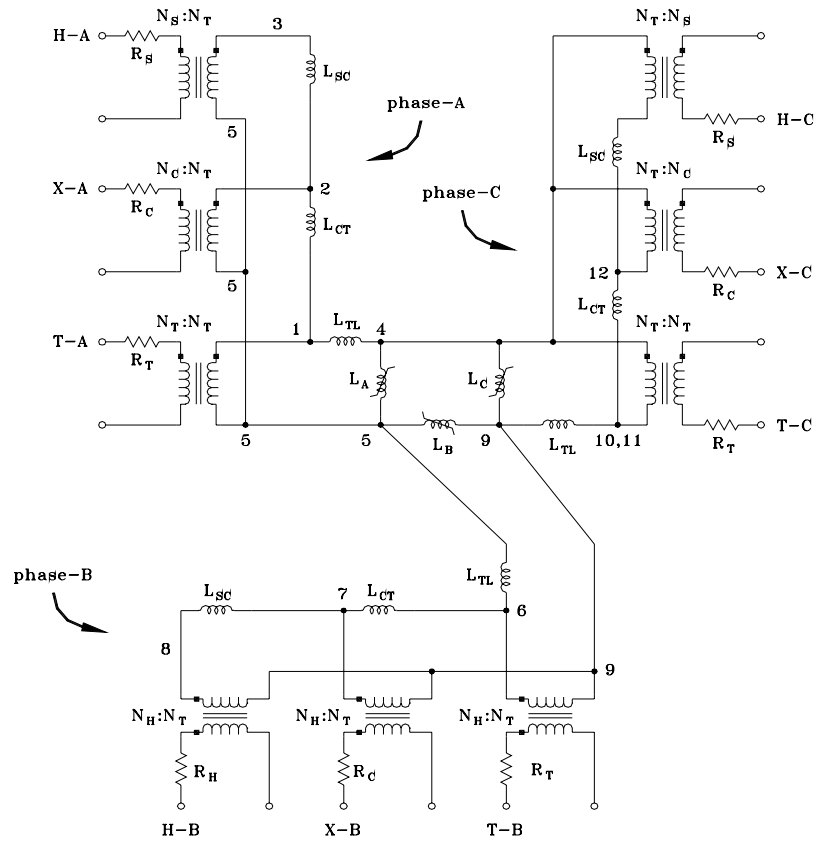 N_S:N_T
3
N_T:N_S
H-A
R_S
L_SC
phase-A
5
H-C
R_S
L_SC
N_C:N_T
phase-C
N_T:N_C
X-A
R_C
2
L_CT
5
12
X-C
R_C
L_CT
N_T:N_T
1
L_TL
4
N_T:N_T
T-A
R_T
L_A
L_C
5
5
L_B
9
L_TL
10,11
T-C
R_T
phase-B
L_TL
L_SC
7
L_CT
6
8
9
N_H:N_T
N_H:N_T
N_H:N_T
R_H
R_C
R_T
H-B
X-B
T-B